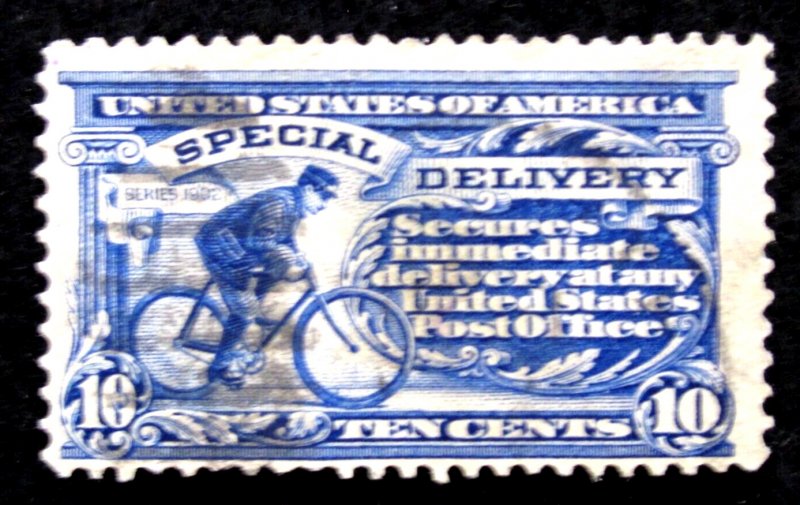 UNITED STATES OF AMERICA
SPECIAL DELIVERY
SERIES 1902
Secures
immediate
delivery at any
United States
Post Office
10 TEN CENTS 10